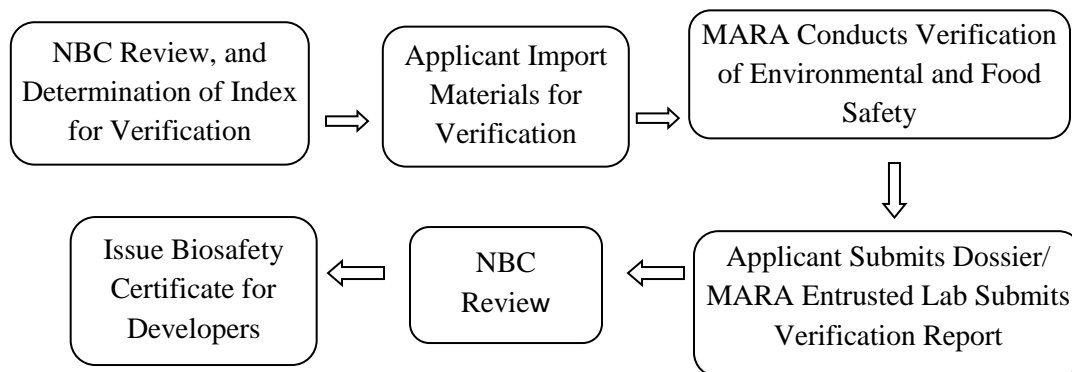 NBC Review, and
Determination of Index
for Verification
Applicant Import
Materials for
Verification
MARA Conducts Verification
of Environmental and Food
Safety
Applicant Submits Dossier/
MARA Entrusted Lab Submits
Verification Report
NBC
Review
Issue Biosafety
Certificate for
Developers